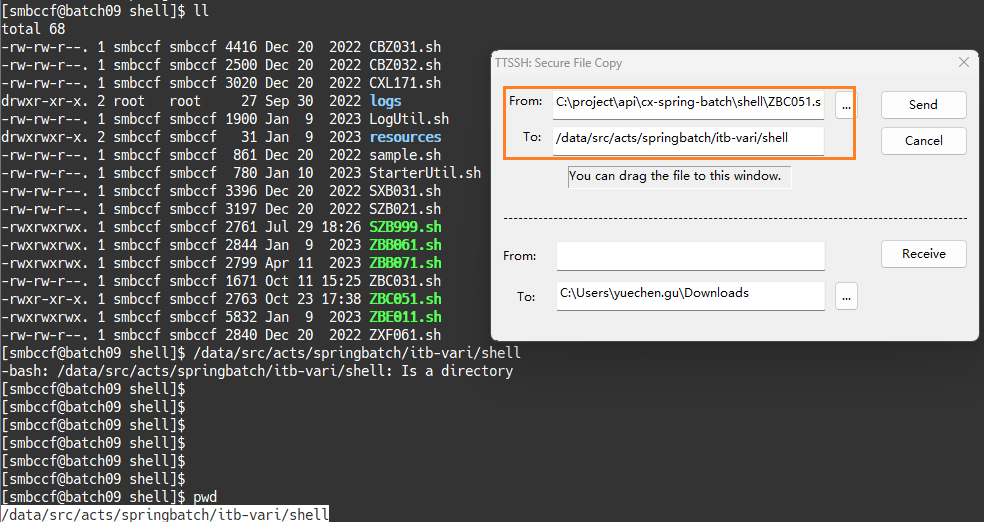 [smbccf@batch09 shell]$ ll
total 68
-rw-rw-r--. 1 smbccf smbccf 4416 Dec 20  2022 CBZ031.sh
-rw-rw-r--. 1 smbccf smbccf 2500 Dec 20  2022 CBZ032.sh
-rw-rw-r--. 1 smbccf smbccf 3020 Dec 20  2022 CXL171.sh
drwxr-xr-x. 2 root   root     27 Sep 30  2022 logs
-rw-rw-r--. 1 smbccf smbccf 1900 Jan  9  2023 LogUtil.sh
drwxrwxr-x. 2 smbccf smbccf   31 Jan  9  2023 resources
-rw-rw-r--. 1 smbccf smbccf  861 Dec 20  2022 sample.sh
-rw-rw-r--. 1 smbccf smbccf  780 Jan 10  2023 StarterUtil.sh
-rw-rw-r--. 1 smbccf smbccf 3396 Dec 20  2022 SXB031.sh
-rw-rw-r--. 1 smbccf smbccf 3197 Dec 20  2022 SZB021.sh
-rwxrwxrwx. 1 smbccf smbccf 2761 Jul 29 18:26 SZB999.sh
-rwxrwxrwx. 1 smbccf smbccf 2844 Jan  9  2023 ZBB061.sh
-rwxrwxrwx. 1 smbccf smbccf 2799 Apr 11  2023 ZBB071.sh
-rw-rw-r--. 1 smbccf smbccf 1671 Oct 11 15:25 ZBC031.sh
-rwxr-xr-x. 1 smbccf smbccf 2763 Oct 23 17:38 ZBC051.sh
-rwxrwxrwx. 1 smbccf smbccf 5832 Jan  9  2023 ZBE011.sh
-rw-rw-r--. 1 smbccf smbccf 2840 Dec 20  2022 ZXF061.sh
[smbccf@batch09 shell]$ /data/src/acts/springbatch/itb-vari/shell
-bash: /data/src/acts/springbatch/itb-vari/shell: Is a directory
[smbccf@batch09 shell]$
[smbccf@batch09 shell]$
[smbccf@batch09 shell]$
[smbccf@batch09 shell]$
[smbccf@batch09 shell]$
[smbccf@batch09 shell]$
[smbccf@batch09 shell]$ pwd
/data/src/acts/springbatch/itb-vari/shell
TTSSH: Secure File Copy
From: C:\project\api\cx-spring-batch\shell\ZBC051.s ... Send
To: /data/src/acts/springbatch/itb-vari/shell Cancel
You can drag the file to this window.
From: Receive
To: C:\Users\yuechen.gu\Downloads ...